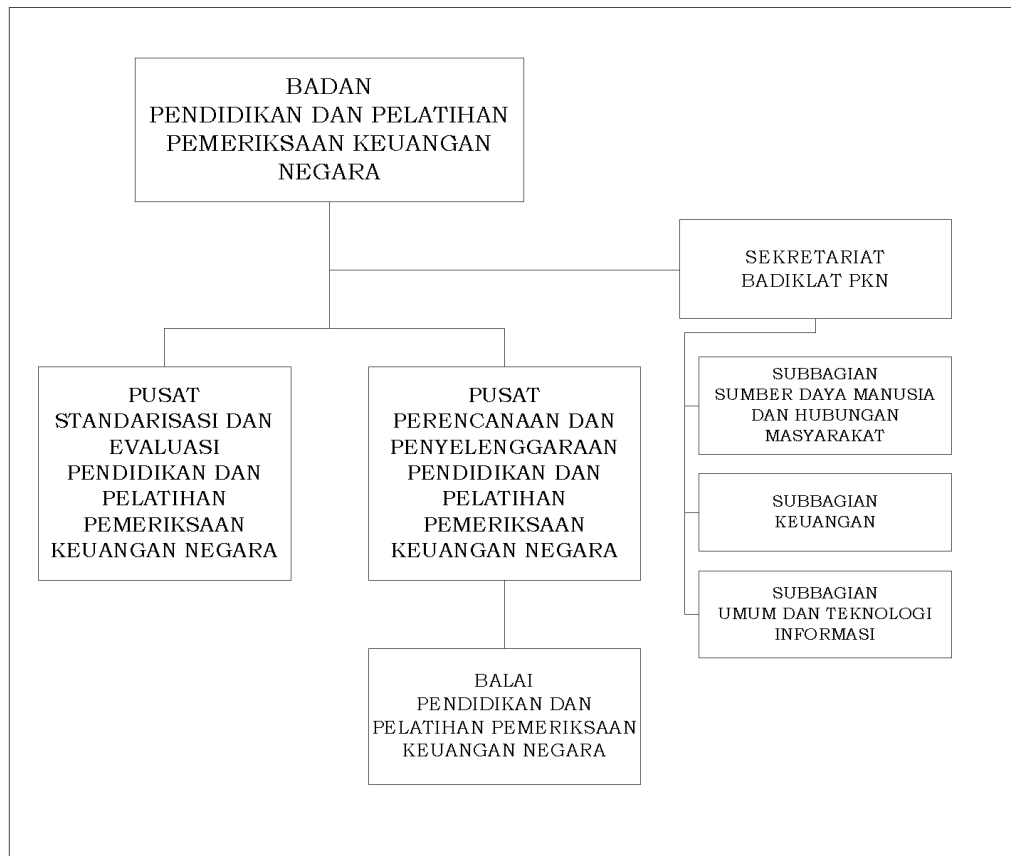 BADAN
PENDIDIKAN DAN PELATIHAN
PEMERIKSAAN KEUANGAN
NEGARA
SEKRETARIAT
BADIKLAT PKN
PUSAT
STANDARISASI DAN
EVALUASI
PENDIDIKAN DAN
PELATIHAN
PEMERIKSAAN
KEUANGAN NEGARA
PUSAT
PERENCANAAN DAN
PENYELENGGARAAN
PENDIDIKAN DAN
PELATIHAN
PEMERIKSAAN
KEUANGAN NEGARA
SUBBAGIAN
SUMBER DAYA MANUSIA
DAN HUBUNGAN
MASYARAKAT
SUBBAGIAN
KEUANGAN
SUBBAGIAN
UMUM DAN TEKNOLOGI
INFORMASI
BALAI
PENDIDIKAN DAN
PELATIHAN PEMERIKSAAN
KEUANGAN NEGARA